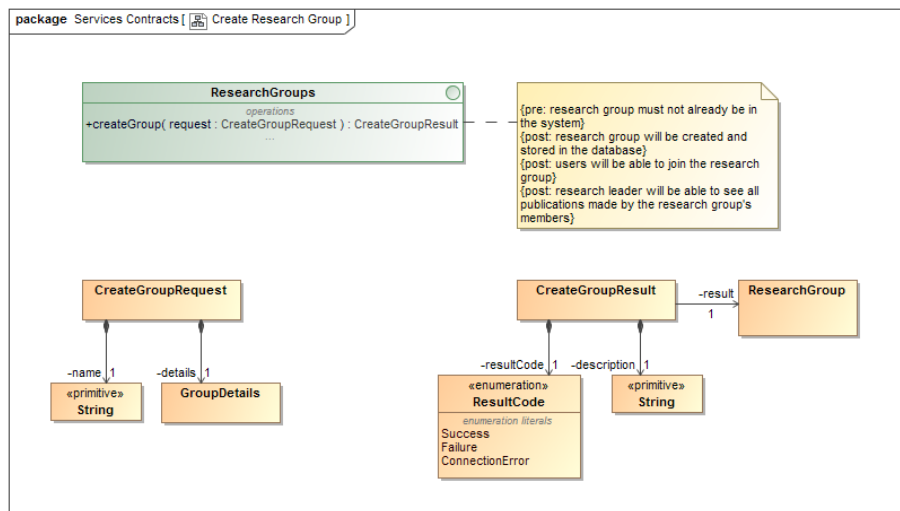 package Services Contracts [ Create Research Group ]
ResearchGroups
operations
+createGroup( request : CreateGroupRequest ) : CreateGroupResult
...
{pre: research group must not already be in
the system}
{post: research group will be created and
stored in the database}
{post: users will be able to join the research
group}
{post: research leader will be able to see all
publications made by the research group's
members}
CreateGroupRequest
-name 1
-details 1
«primitive»
String
GroupDetails
CreateGroupResult
-result
1
ResearchGroup
-resultCode 1
-description 1
«enumeration»
ResultCode
enumeration literals
Success
Failure
ConnectionError
«primitive»
String